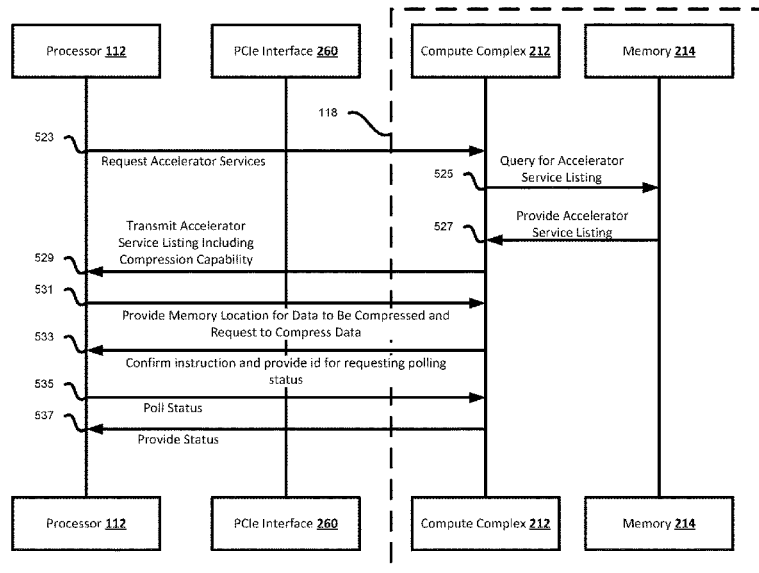 Processor 112
PCIe Interface 260
Compute Complex 212
Memory 214
118
523
Request Accelerator Services
525
Query for Accelerator
Service Listing
527
Provide Accelerator
Service Listing
Transmit Accelerator
Service Listing Including
Compression Capability
529
531
Provide Memory Location for Data to Be Compressed and
Request to Compress Data
533
Confirm instruction and provide id for requesting polling
status
535
Poll Status
537
Provide Status
Processor 112
PCIe Interface 260
Compute Complex 212
Memory 214